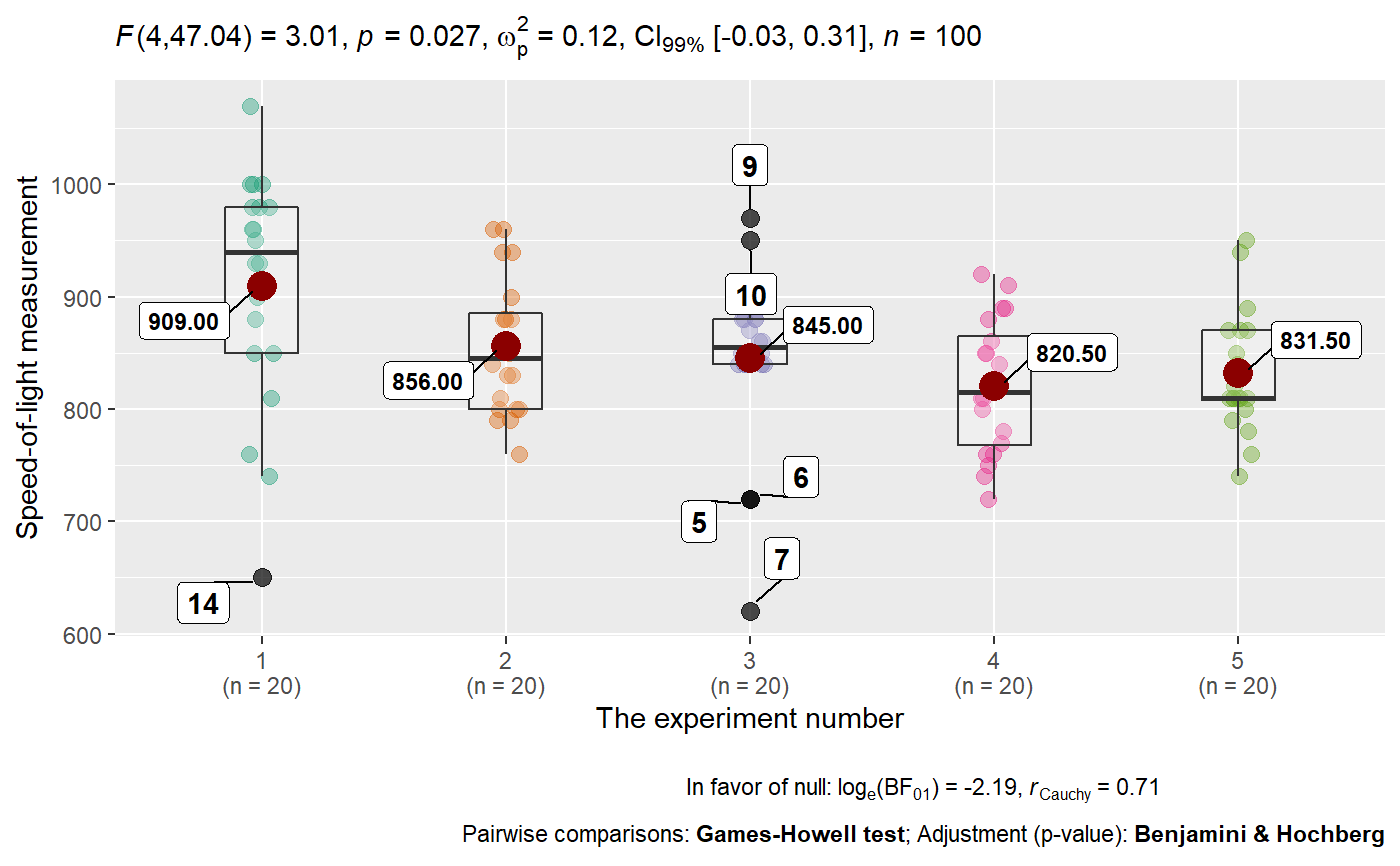 F(4,47.04) = 3.01, p = 0.027, ω²ₚ = 0.12, CI₉₉% [-0.03, 0.31], n = 100
Speed-of-light measurement
1000
900
800
700
600
909.00
14
856.00
9
10
845.00
6
5
7
820.50
831.50
1 2 3 4 5
(n = 20) (n = 20) (n = 20) (n = 20) (n = 20)
The experiment number
In favor of null: logₑ(BF₀₁) = -2.19, r Cauchy = 0.71
Pairwise comparisons: Games-Howell test; Adjustment (p-value): Benjamini & Hochberg